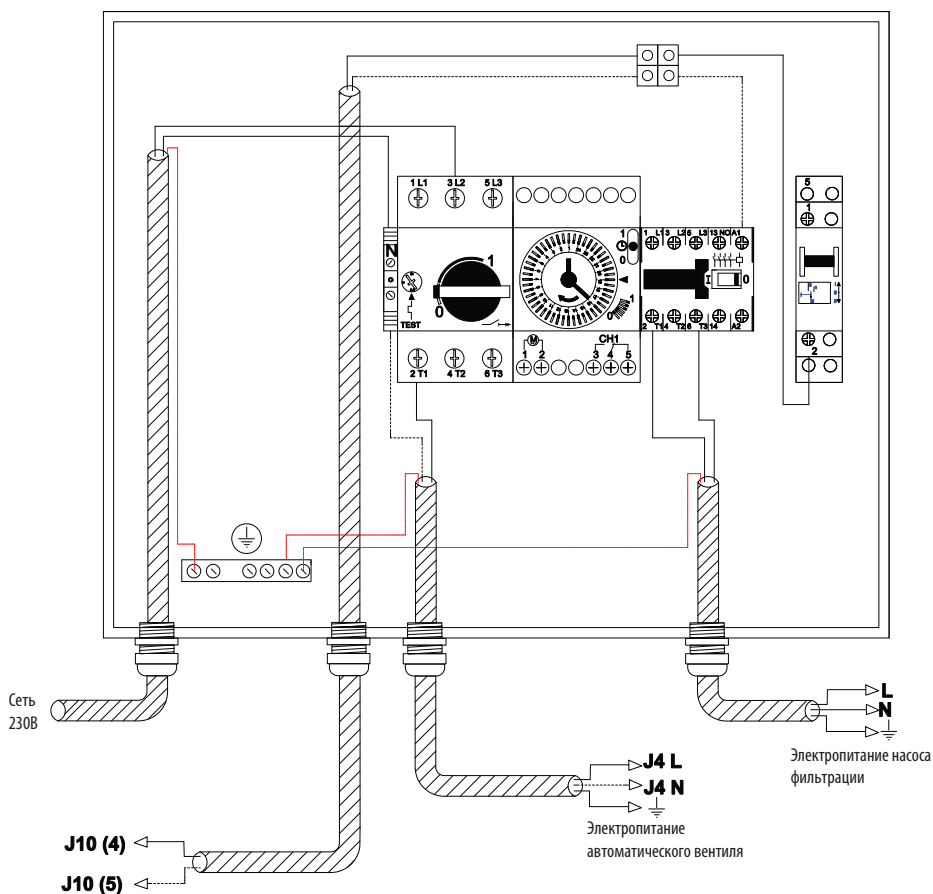 5
1 L1 3 L2 5 L3
1
N
1
0
TEST
1
0
1
0
1 L1 3 L2 5 L3 13 NO A1
I 0
2 T1 4 T2 6 T3 14 A2
M
1 2
CH1
3 4 5
2 T1 4 T2 6 T3
2
Сеть
230В
L
N
Электропитание насоса
фильтрации
J4 L
J4 N
Электропитание
автоматического вентиля
J10 (4)
J10 (5)